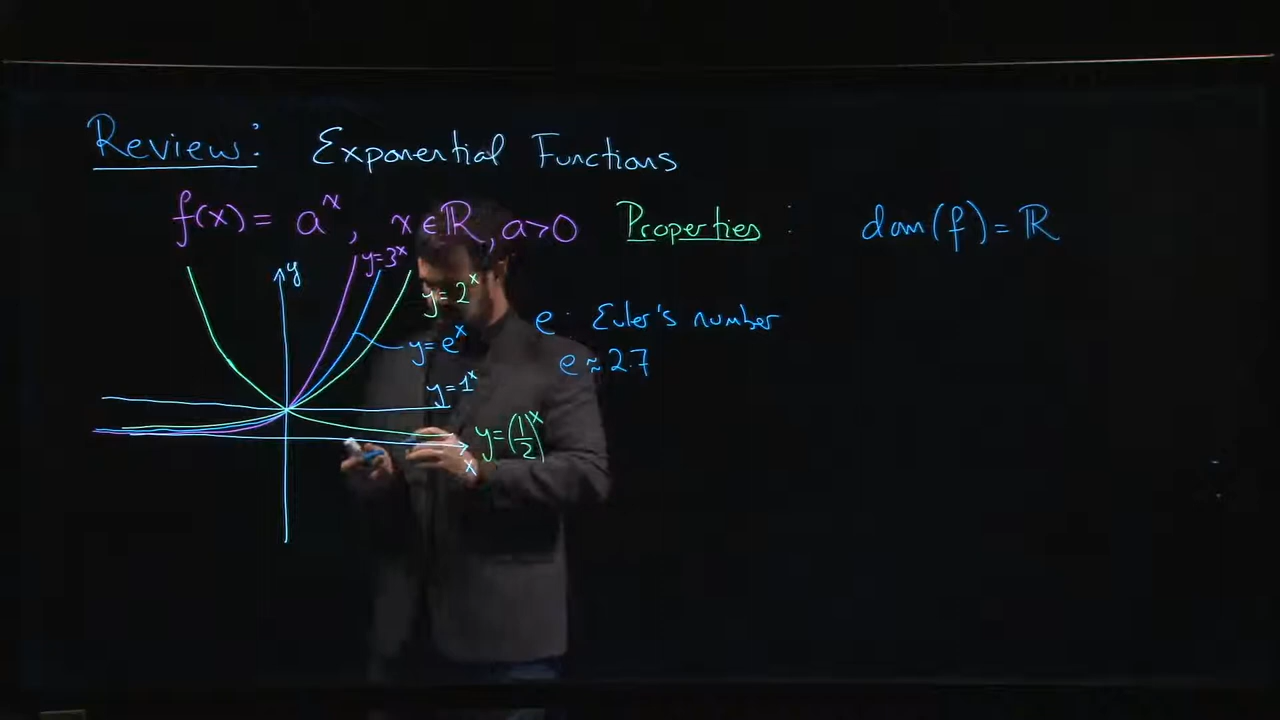 Review: Exponential Functions
f(x) = a^x, x ∈ ℝ, a > 0
Properties : dom(f) = ℝ
y = 3^x
y
y = 2^x
e : Euler's number
y = e^x
e ≈ 2.7
y = 1^x
y = (1/2)^x
x